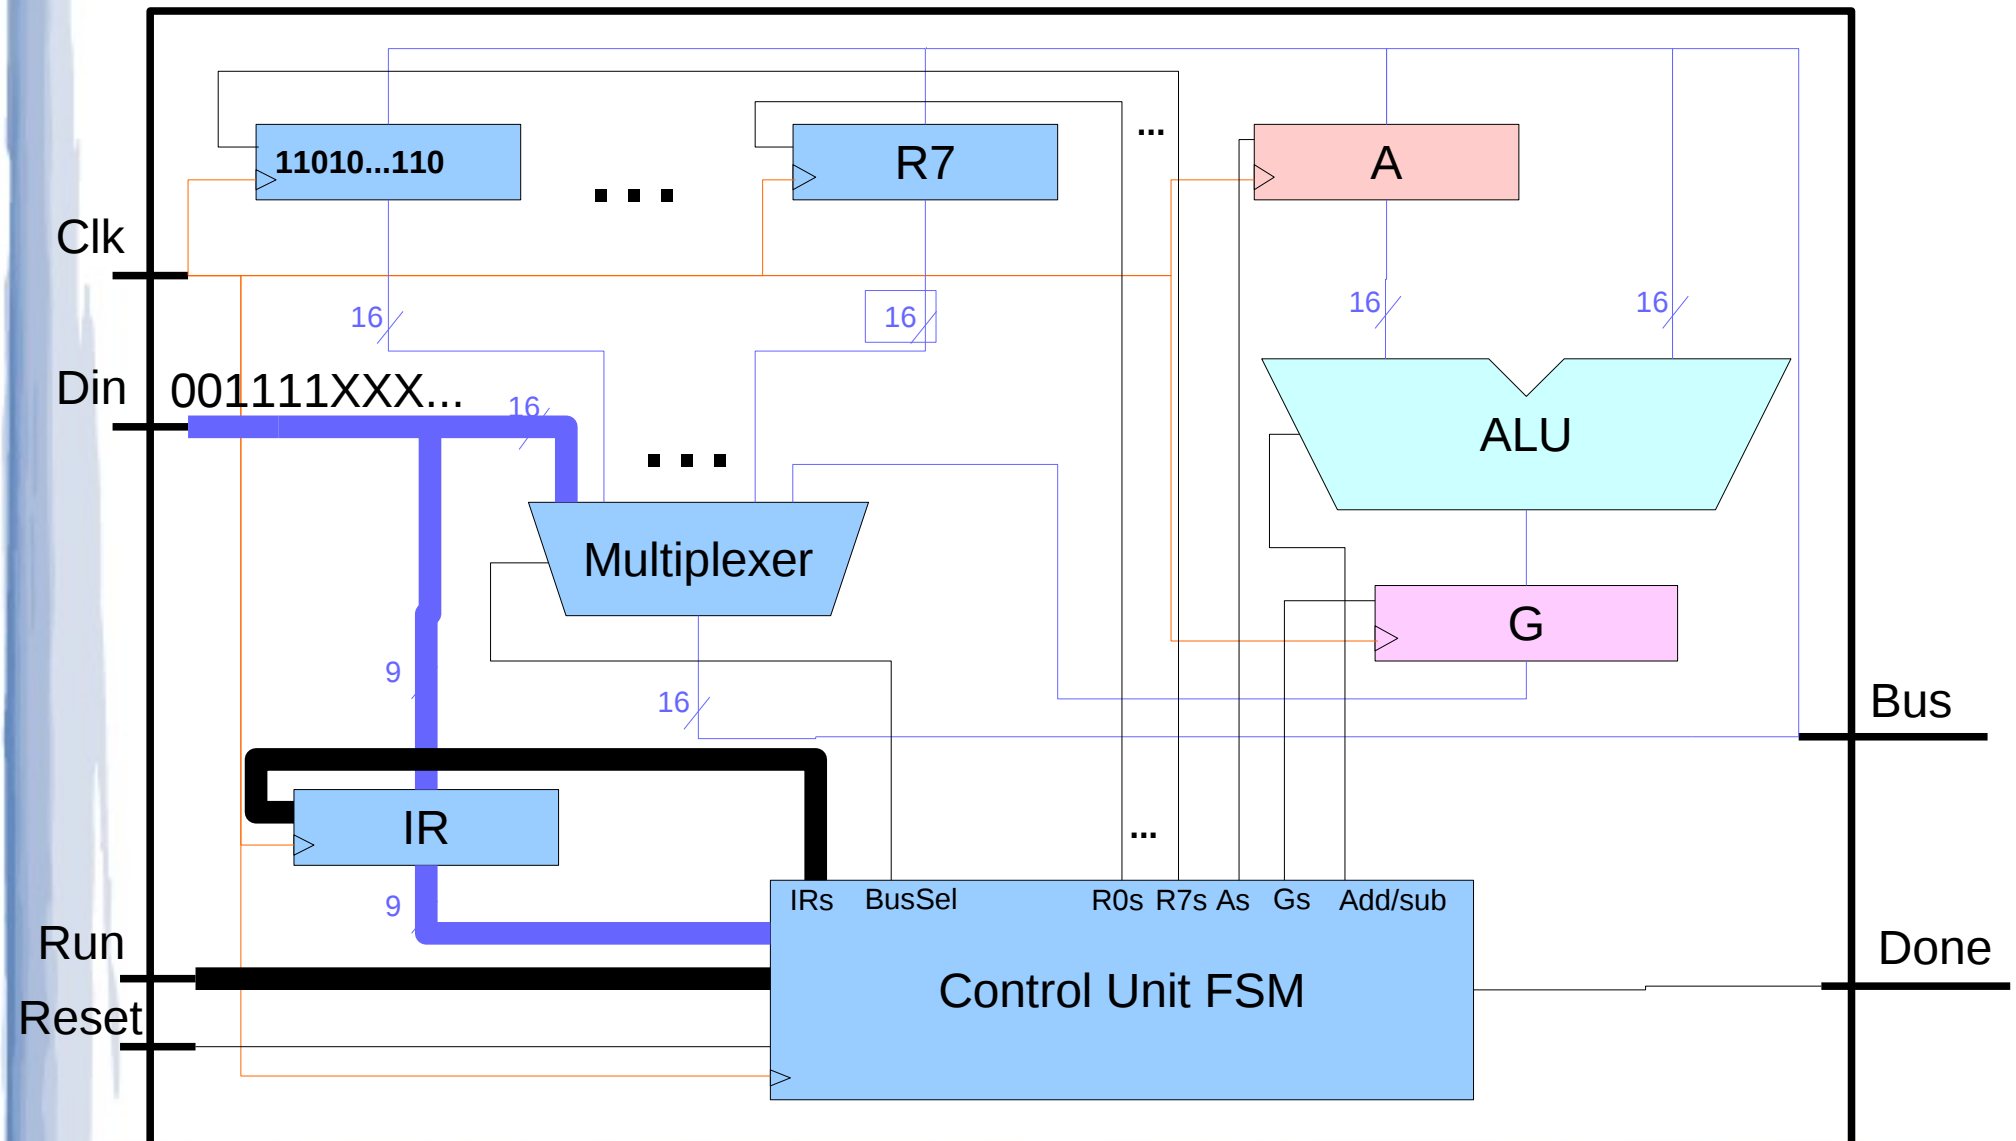 ...
11010...110
...
R7
A
Clk
16
16
16
16
Din
001111XXX...
16
...
ALU
Multiplexer
G
9
16
Bus
IR
...
9
IRs
BusSel
R0s
R7s
As
Gs
Add/sub
Run
Done
Control Unit FSM
Reset